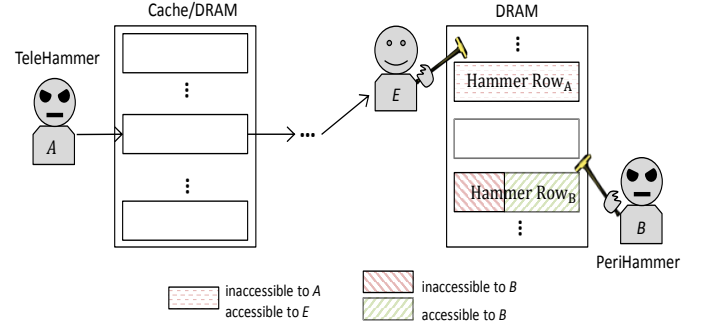 Cache/DRAM
DRAM
TeleHammer
A
E
Hammer Row_A
Hammer Row_B
B
PeriHammer
inaccessible to A
accessible to E
inaccessible to B
accessible to B